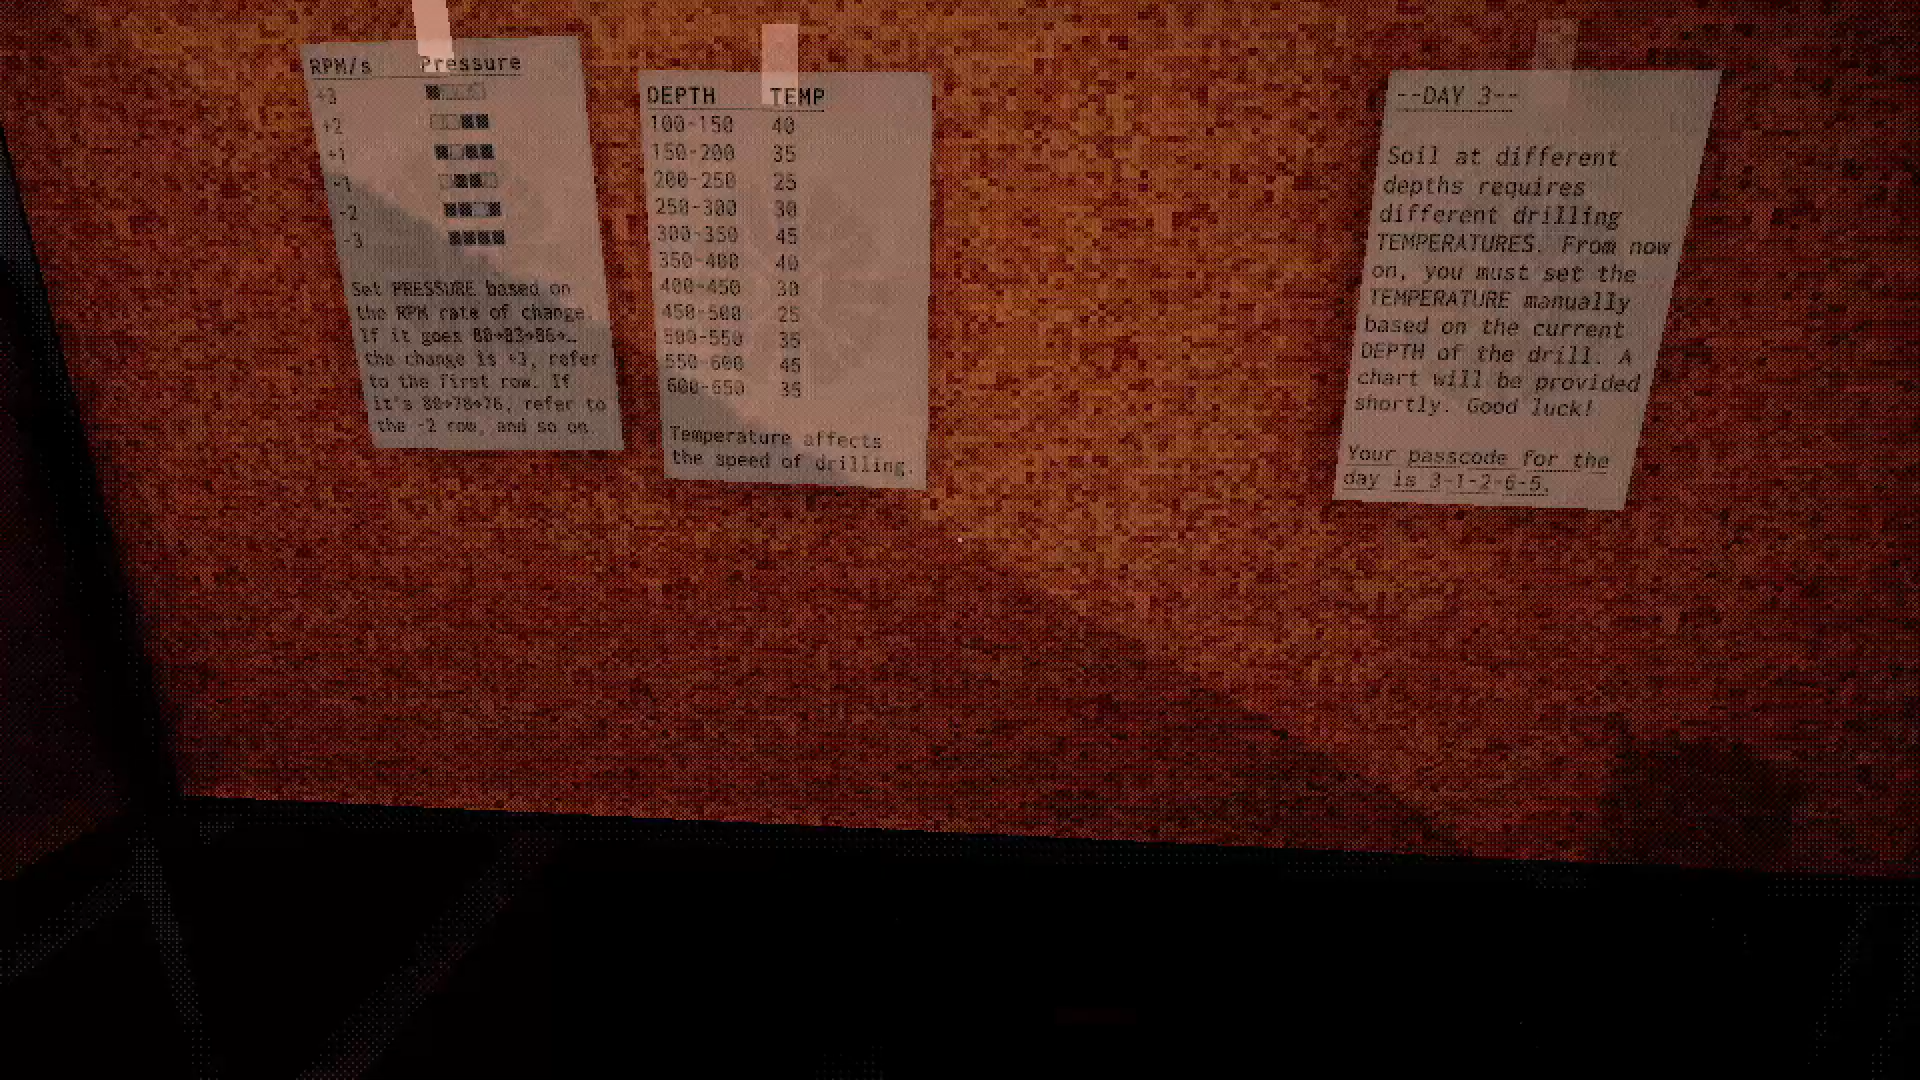 RPM/s Pressure
+3
+2
+1
-1
-2
-3
Set PRESSURE based on
the RPM rate of change.
If it goes 80→83→86→…
the change is +3, refer
to the first row. If
it's 80→78→76, refer to
the -2 row, and so on.
DEPTH TEMP
100-150 40
150-200 35
200-250 25
250-300 30
300-350 45
350-400 40
400-450 30
450-500 25
500-550 35
550-600 45
600-650 35
Temperature affects
the speed of drilling.
--DAY 3--
Soil at different
depths requires
different drilling
TEMPERATURES. From now
on, you must set the
TEMPERATURE manually
based on the current
DEPTH of the drill. A
chart will be provided
shortly. Good luck!
Your passcode for the
day is 3-1-2-6-5.